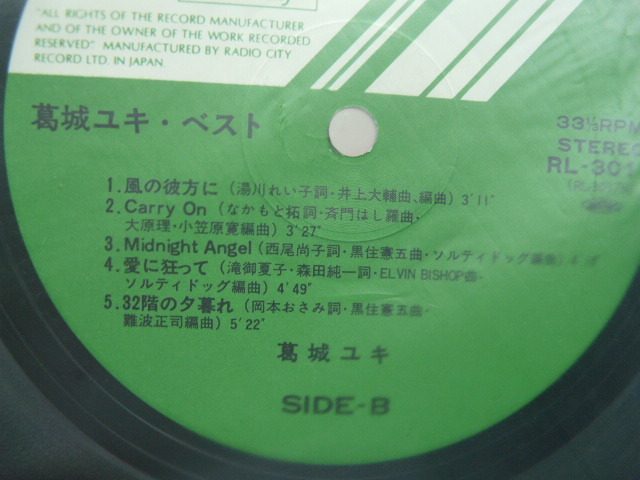 "ALL RIGHTS OF THE RECORD MANUFACTURER
AND OF THE OWNER OF THE WORK RECORDED
RESERVED" MANUFACTURED BY RADIO CITY
RECORD LTD. IN JAPAN.
葛城ユキ・ベスト
33⅓RPM
STEREO
RL-301
1.風の彼方に (湯川れい子詞・井上大輔曲、編曲) 3'11"
2.Carry On (なかもと拓詞・斉門はし羅曲・
大原理・小笠原寛編曲) 3'27"
3.Midnight Angel (西尾尚子詞・黒住憲五曲・ソルティドッグ編曲)
4.愛に狂って (滝御夏子・森田純一詞・ELVIN BISHOP曲・
ソルティドッグ編曲) 4'49"
5.32階の夕暮れ (岡本おさみ詞・黒住憲五曲・
難波正司編曲) 5'22"
葛城ユキ
SIDE-B